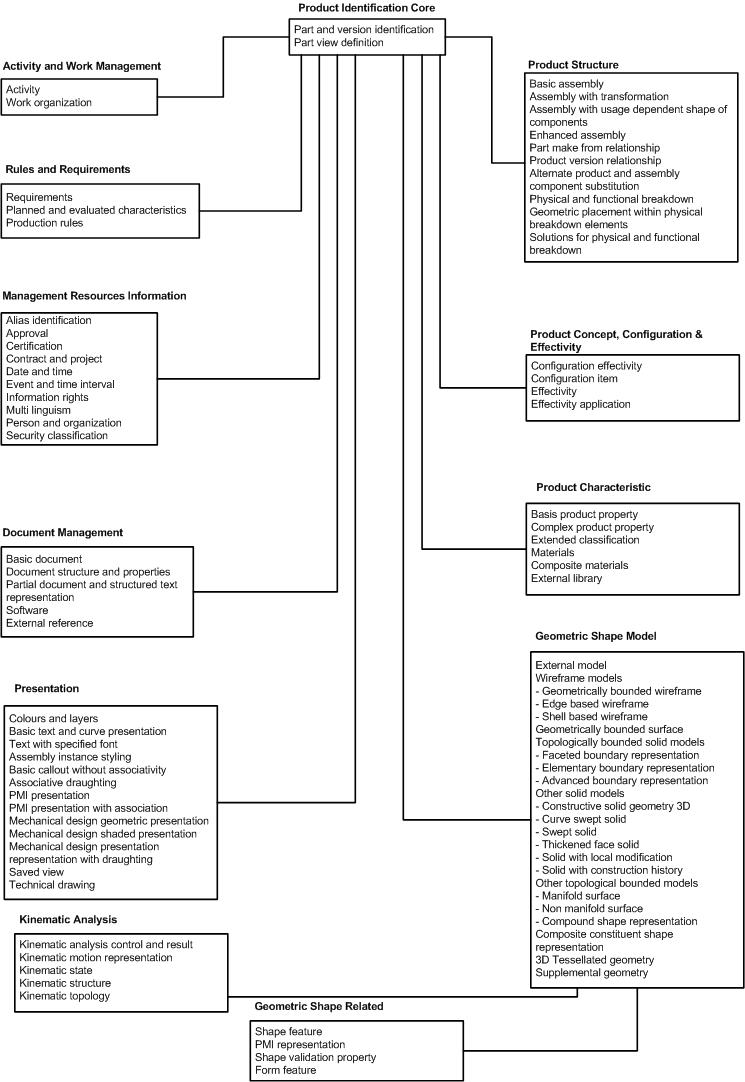 Product Identification Core
Part and version identification
Part view definition
Activity and Work Management
Activity
Work organization
Rules and Requirements
Requirements
Planned and evaluated characteristics
Production rules
Management Resources Information
Alias identification
Approval
Certification
Contract and project
Date and time
Event and time interval
Information rights
Multi linguism
Person and organization
Security classification
Document Management
Basic document
Document structure and properties
Partial document and structured text
representation
Software
External reference
Presentation
Colours and layers
Basic text and curve presentation
Text with specified font
Assembly instance styling
Basic callout without associativity
Associative draughting
PMI presentation
PMI presentation with association
Mechanical design geometric presentation
Mechanical design shaded presentation
Mechanical design presentation
representation with draughting
Saved view
Technical drawing
Kinematic Analysis
Kinematic analysis control and result
Kinematic motion representation
Kinematic state
Kinematic structure
Kinematic topology
Product Structure
Basic assembly
Assembly with transformation
Assembly with usage dependent shape of
components
Enhanced assembly
Part make from relationship
Product version relationship
Alternate product and assembly
component substitution
Physical and functional breakdown
Geometric placement within physical
breakdown elements
Solutions for physical and functional
breakdown
Product Concept, Configuration &
Effectivity
Configuration effectivity
Configuration item
Effectivity
Effectivity application
Product Characteristic
Basis product property
Complex product property
Extended classification
Materials
Composite materials
External library
Geometric Shape Model
External model
Wireframe models
- Geometrically bounded wireframe
- Edge based wireframe
- Shell based wireframe
Geometrically bounded surface
Topologically bounded solid models
- Faceted boundary representation
- Elementary boundary representation
- Advanced boundary representation
Other solid models
- Constructive solid geometry 3D
- Curve swept solid
- Swept solid
- Thickened face solid
- Solid with local modification
- Solid with construction history
Other topological bounded models
- Manifold surface
- Non manifold surface
- Compound shape representation
Composite constituent shape
representation
3D Tessellated geometry
Supplemental geometry
Geometric Shape Related
Shape feature
PMI representation
Shape validation property
Form feature